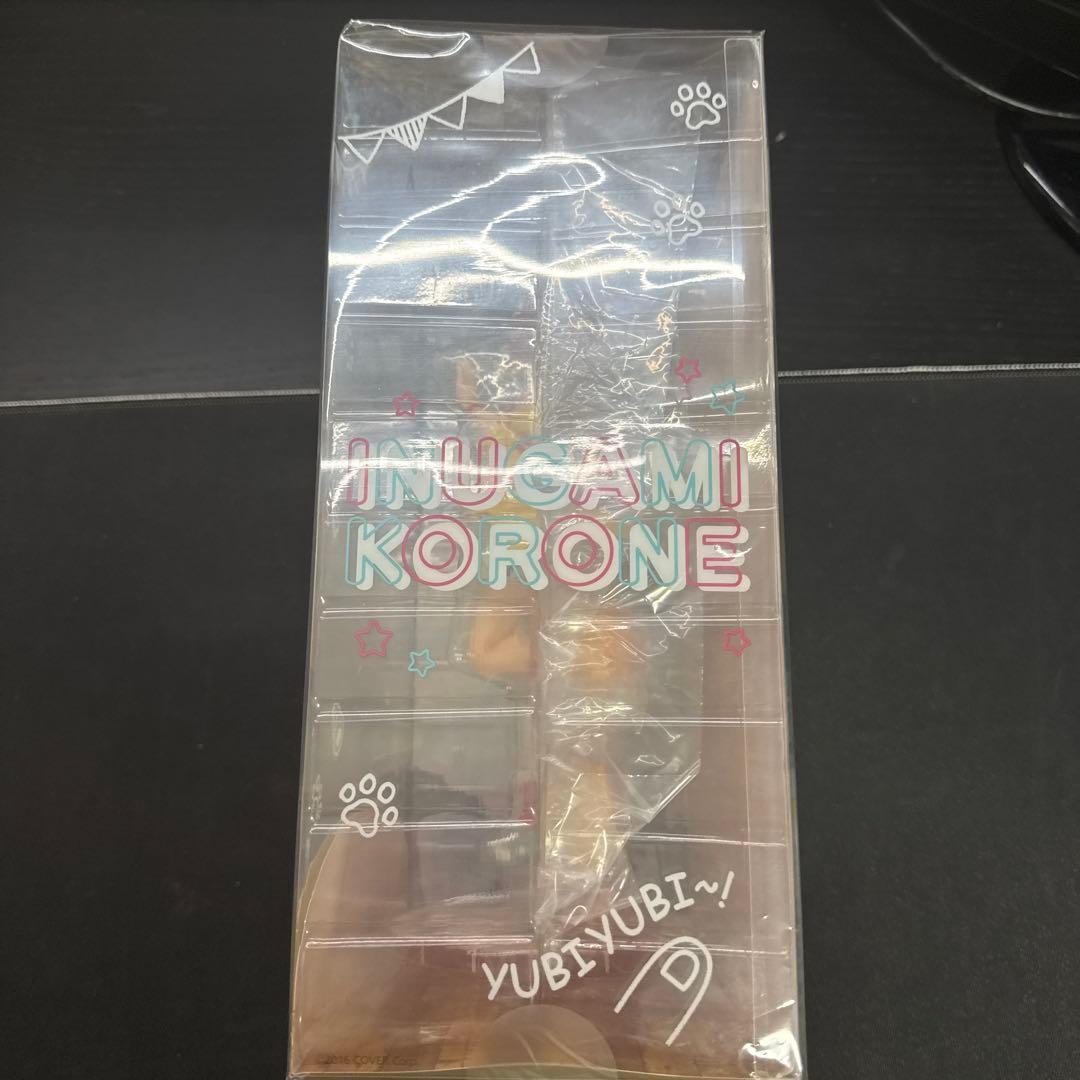 INUGAMI
KORONE
YUBIYUBI~!
©2016 COVER Corp.